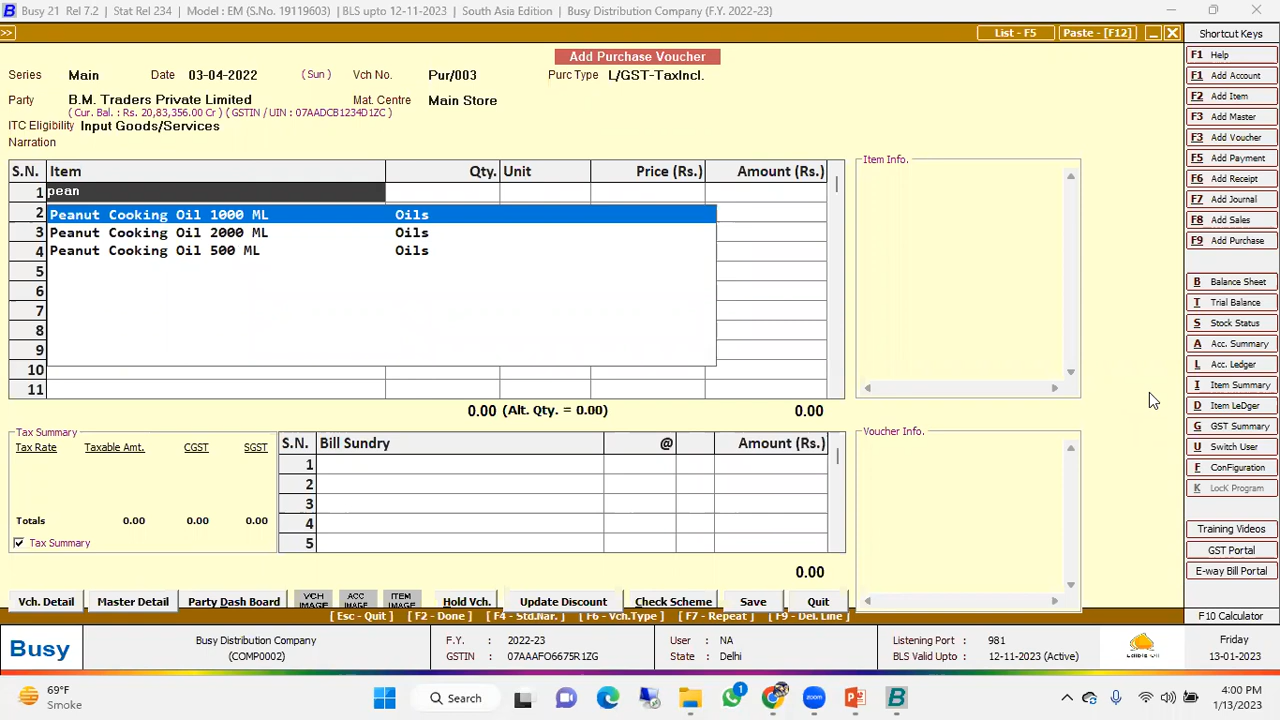 Busy 21 Rel 7.2 | Stat Rel 234 | Model : EM (S.No. 19119603) |BLS upto 12-11-2023 | South Asia Edition | Busy Distribution Company (F.Y. 2022-23)
>> List - F5 Paste - [F12] Shortcut Keys
Add Purchase Voucher
Series Main Date 03-04-2022 ( Sun ) Vch No. Pur/003 Purc Type L/GST-TaxIncl.
Party B.M. Traders Private Limited Mat. Centre Main Store
( Cur. Bal. : Rs. 20,83,356.00 Cr ) ( GSTIN / UIN : 07AADCB1234D1ZC )
ITC Eligibility Input Goods/Services
Narration
S.N. Item Qty. Unit Price (Rs.) Amount (Rs.)
1 pean
2 Peanut Cooking Oil 1000 ML Oils
3 Peanut Cooking Oil 2000 ML Oils
4 Peanut Cooking Oil 500 ML Oils
5
6
7
8
9
10
11
0.00 (Alt. Qty. = 0.00) 0.00
Item Info.
Tax Summary
Tax Rate Taxable Amt. CGST SGST
Totals 0.00 0.00 0.00
Tax Summary
S.N. Bill Sundry @ Amount (Rs.)
1
2
3
4
5
0.00
Voucher Info.
F1 Help
F1 Add Account
F2 Add Item
F3 Add Master
F3 Add Voucher
F5 Add Payment
F6 Add Receipt
F7 Add Journal
F8 Add Sales
F9 Add Purchase
B Balance Sheet
T Trial Balance
S Stock Status
A Acc. Summary
L Acc. Ledger
I Item Summary
D Item LeDger
G GST Summary
U Switch User
F ConFiguration
K LocK Program
Training Videos
GST Portal
E-way Bill Portal
F10 Calculator
Vch. Detail Master Detail Party Dash Board VCH IMAGE ACC IMAGE ITEM IMAGES Hold Vch. Update Discount Check Scheme Save Quit
[ Esc - Quit ] [ F2 - Done ] [ F4 - Std.Nar. ] [ F6 - Vch.Type ] [ F7 - Repeat ] [ F9 - Del. Line ]
Busy Busy Distribution Company F.Y. : 2022-23 User : NA Listening Port : 981 Friday
(COMP0002) GSTIN : 07AAAFO6675R1ZG State : Delhi BLS Valid Upto : 12-11-2023 (Active) 13-01-2023
69°F
Smoke
Search
1
zoom
4:00 PM
1/13/2023